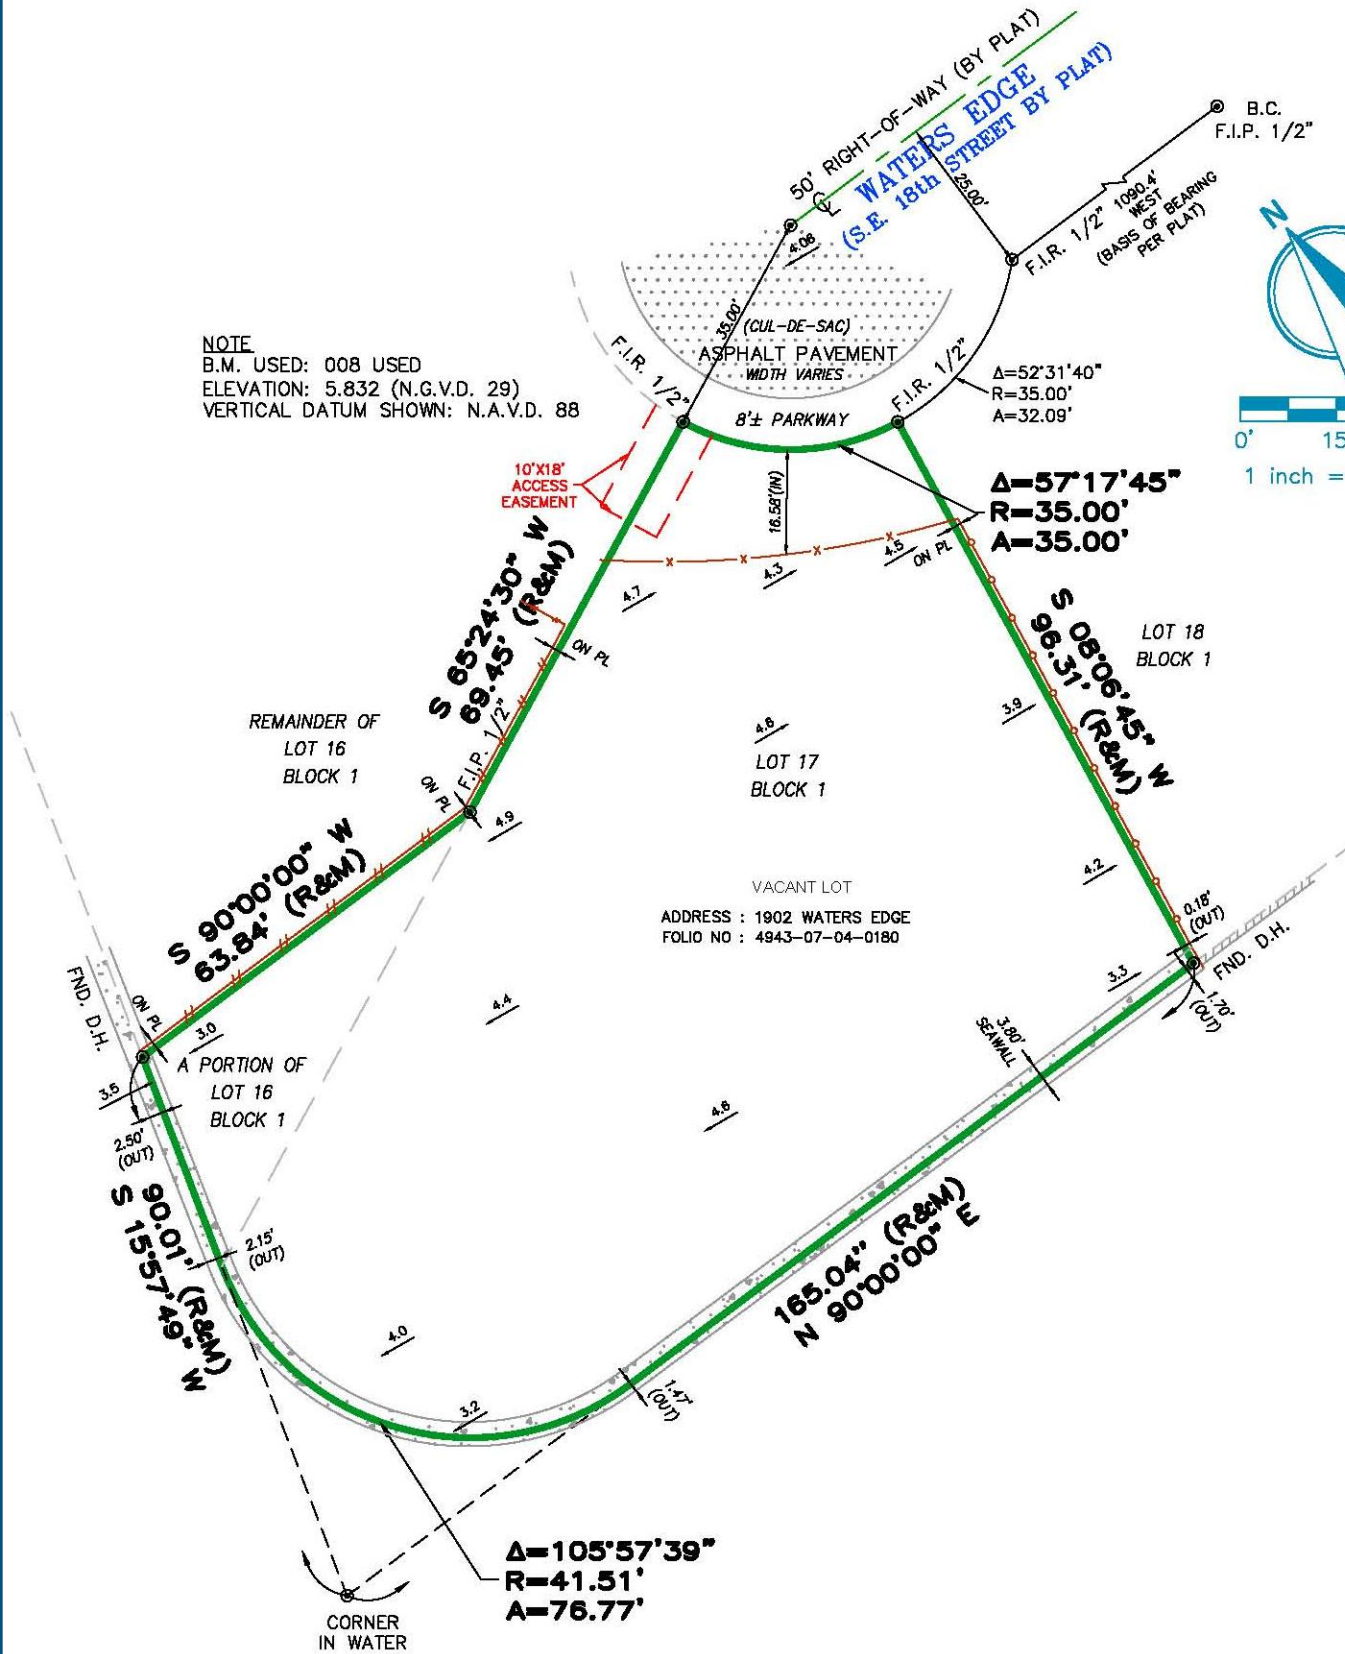 50' RIGHT-OF-WAY (BY PLAT)
WATERS EDGE
(S.E. 18th STREET BY PLAT)
B.C.
F.I.P. 1/2"
25.00'
F.I.R. 1/2" 1090.4'
WEST
(BASIS OF BEARING
PER PLAT)
N
4.08
35.00'
(CUL-DE-SAC)
ASPHALT PAVEMENT
WIDTH VARIES
F.I.R. 1/2"
F.I.R. 1/2"
8'± PARKWAY
Δ=52°31'40"
R=35.00'
A=32.09'
NOTE
B.M. USED: 008 USED
ELEVATION: 5.832 (N.G.V.D. 29)
VERTICAL DATUM SHOWN: N.A.V.D. 88
0'
15
1 inch =
10'X18'
ACCESS
EASEMENT
16.58'(IN)
Δ=57°17'45"
R=35.00'
A=35.00'
4.5
ON PL
4.3
4.7
S 65°24'30" W
69.45' (R&M)
ON PL
F.I.P. 1/2"
S 08°06'45" W
96.31' (R&M)
LOT 18
BLOCK 1
3.9
REMAINDER OF
LOT 16
BLOCK 1
4.8
LOT 17
BLOCK 1
ON PL
4.9
S 90°00'00" W
63.84' (R&M)
4.2
VACANT LOT
ADDRESS : 1902 WATERS EDGE
FOLIO NO : 4943-07-04-0180
0.18'
(OUT)
FND. D.H.
1.70'
(OUT)
3.3
FND. D.H.
ON PL
3.0
4.4
3.80'
SEAWALL
A PORTION OF
LOT 16
BLOCK 1
3.5
2.50'
(OUT)
4.6
90.01' (R&M)
S 15°57'49" W
2.15'
(OUT)
165.04'' (R&M)
N 90°00'00" E
4.0
3.2
1.47'
(OUT)
Δ=105°57'39"
R=41.51'
A=76.77'
CORNER
IN WATER